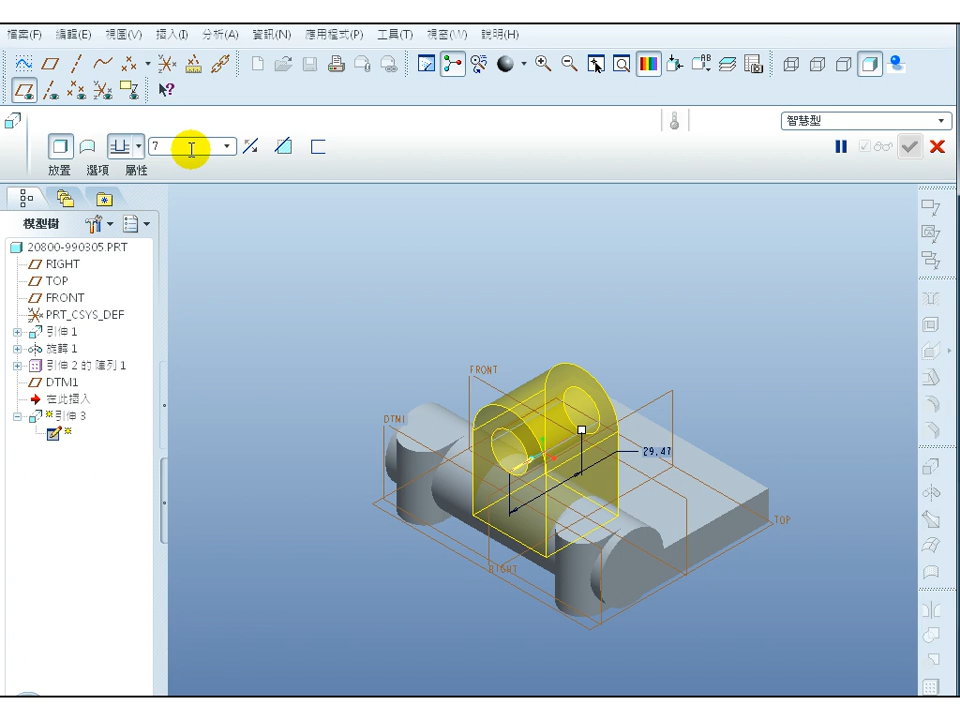 檔案(F) 編輯(E) 視圖(V) 插入(I) 分析(A) 資訊(N) 應用程式(P) 工具(T) 視窗(W) 說明(H)
智慧型
7
放置 選項 屬性
模型樹
20800-990305.PRT
RIGHT
TOP
FRONT
PRT_CSYS_DEF
引伸 1
旋轉 1
引伸 2 的 陣列 1
DTM1
在此插入
引伸 3
FRONT
DTM1
29.47
TOP
RIGHT